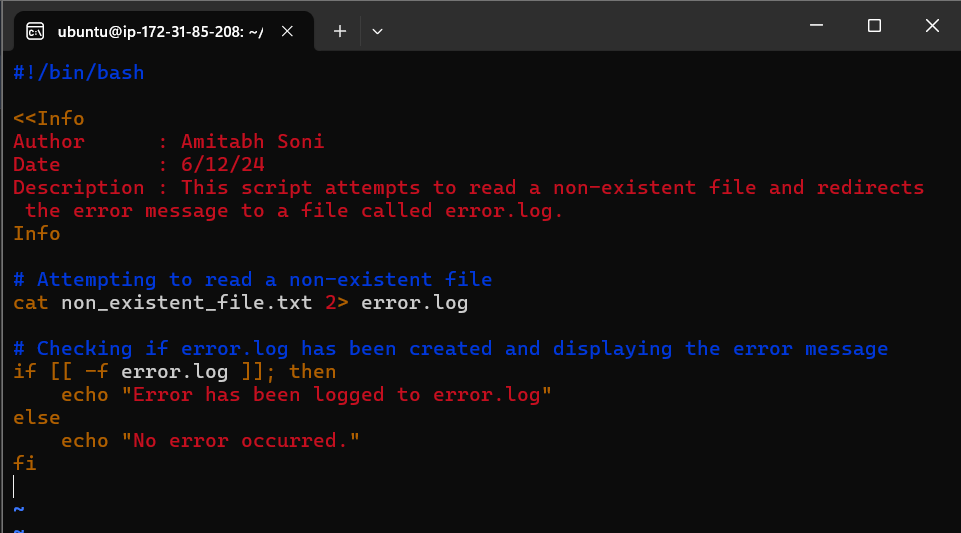 ubuntu@ip-172-31-85-208: ~/
#!/bin/bash
<<Info
Author      : Amitabh Soni
Date        : 6/12/24
Description : This script attempts to read a non-existent file and redirects
 the error message to a file called error.log.
Info
# Attempting to read a non-existent file
cat non_existent_file.txt 2> error.log
# Checking if error.log has been created and displaying the error message
if [[ -f error.log ]]; then
    echo "Error has been logged to error.log"
else
    echo "No error occurred."
fi
~
~